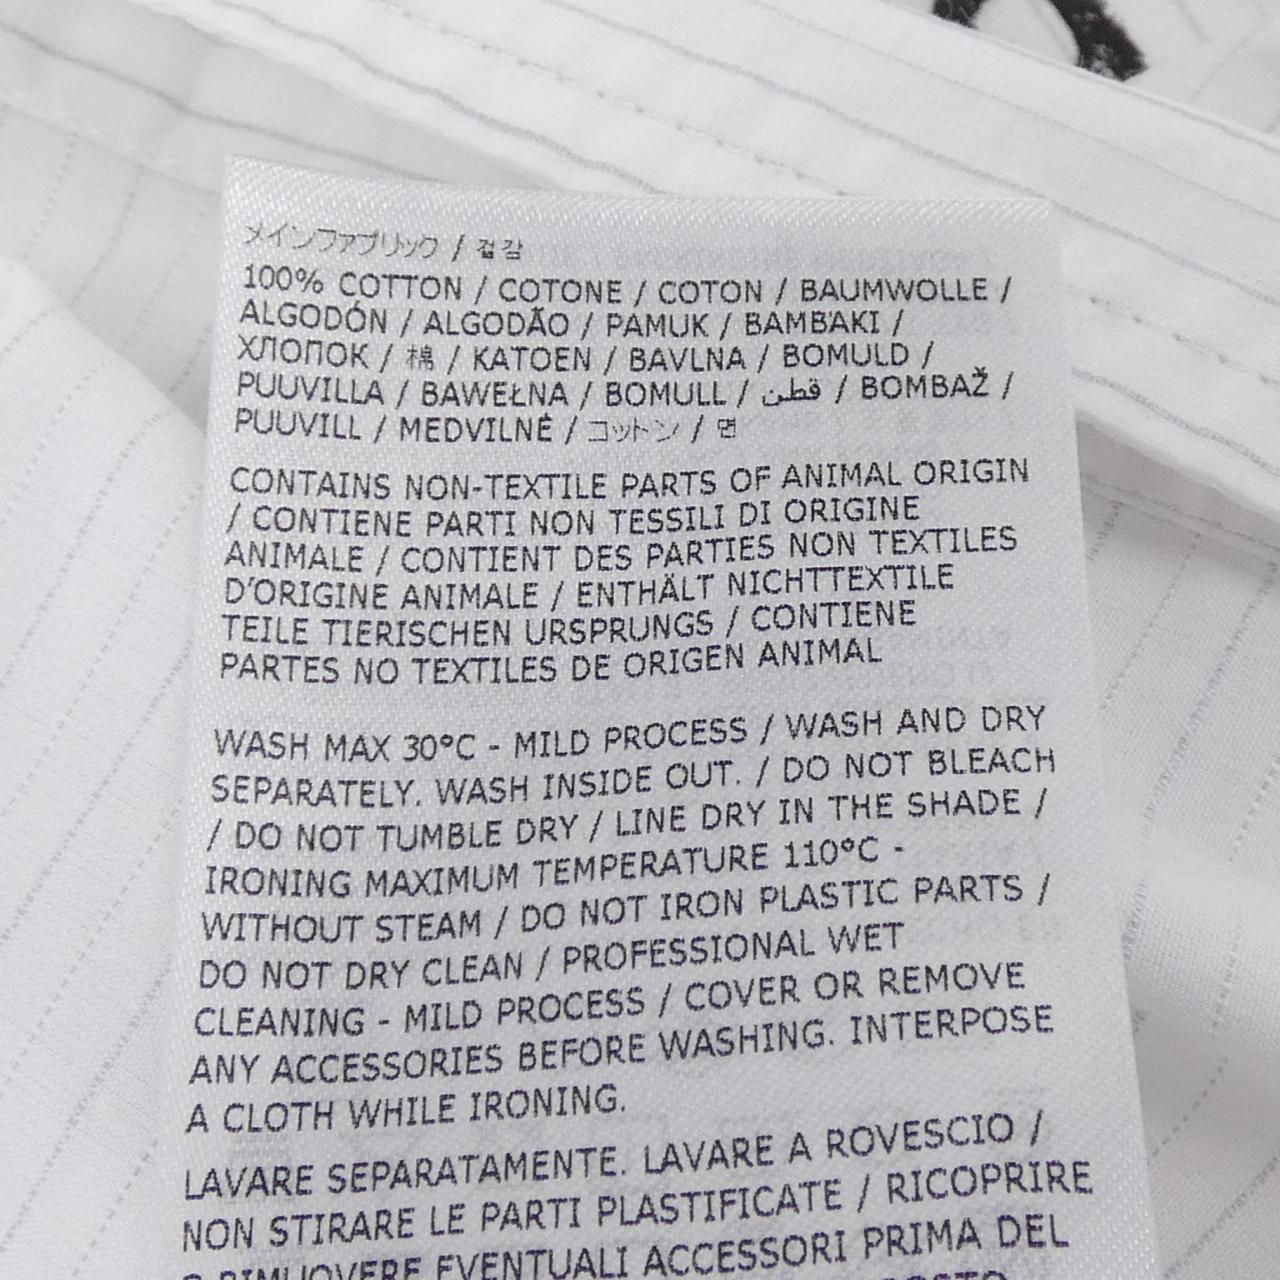 メインファブリック / 겉감
100% COTTON / COTONE / COTON / BAUMWOLLE /
ALGODÓN / ALGODÃO / PAMUK / BAMBAKI /
ХЛОПОК / 棉 / KATOEN / BAVLNA / BOMULD /
PUUVILLA / BAWEŁNA / BOMULL / قطن / BOMBAŽ /
PUUVILL / MEDVILNĖ / コットン / 면
CONTAINS NON-TEXTILE PARTS OF ANIMAL ORIGIN
/ CONTIENE PARTI NON TESSILI DI ORIGINE
ANIMALE / CONTIENT DES PARTIES NON TEXTILES
D'ORIGINE ANIMALE / ENTHÄLT NICHTTEXTILE
TEILE TIERISCHEN URSPRUNGS / CONTIENE
PARTES NO TEXTILES DE ORIGEN ANIMAL
WASH MAX 30°C - MILD PROCESS / WASH AND DRY
SEPARATELY. WASH INSIDE OUT. / DO NOT BLEACH
/ DO NOT TUMBLE DRY / LINE DRY IN THE SHADE /
IRONING MAXIMUM TEMPERATURE 110°C -
WITHOUT STEAM / DO NOT IRON PLASTIC PARTS /
DO NOT DRY CLEAN / PROFESSIONAL WET
CLEANING - MILD PROCESS / COVER OR REMOVE
ANY ACCESSORIES BEFORE WASHING. INTERPOSE
A CLOTH WHILE IRONING.
LAVARE SEPARATAMENTE. LAVARE A ROVESCIO /
NON STIRARE LE PARTI PLASTIFICATE / RICOPRIRE
O RIMUOVERE EVENTUALI ACCESSORI PRIMA DEL